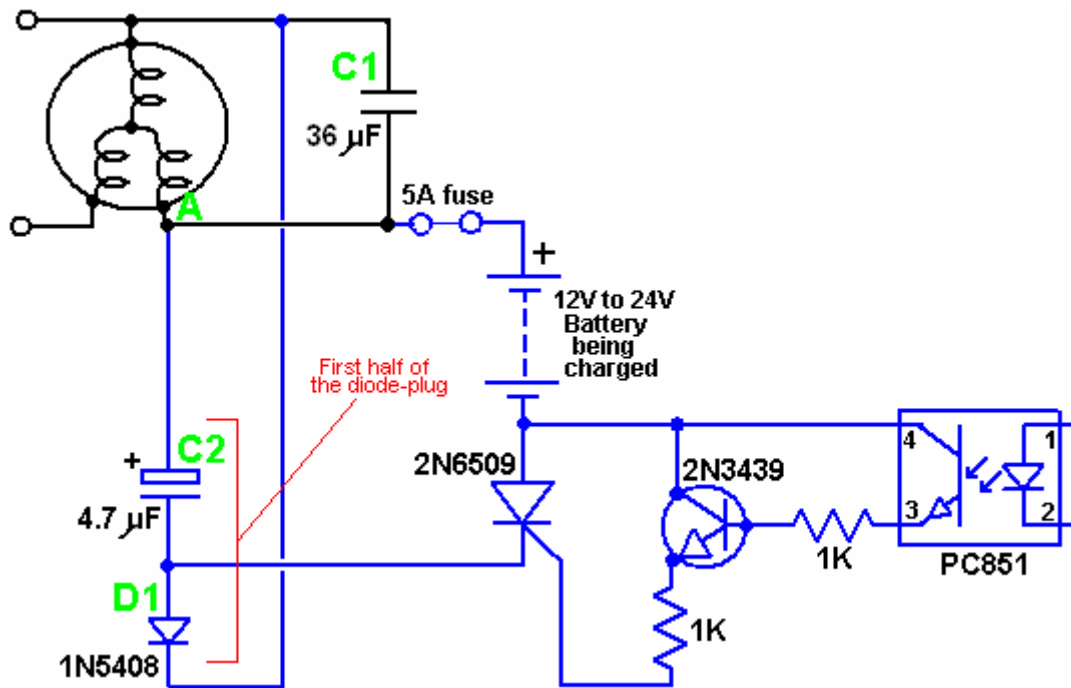 C1
36 µF
A
5A fuse
+
12V to 24V
Battery
being
charged
First half of
the diode-plug
C2
+
4.7 µF
2N6509
2N3439
4
1
3
2
1K
PC851
D1
1K
1N5408